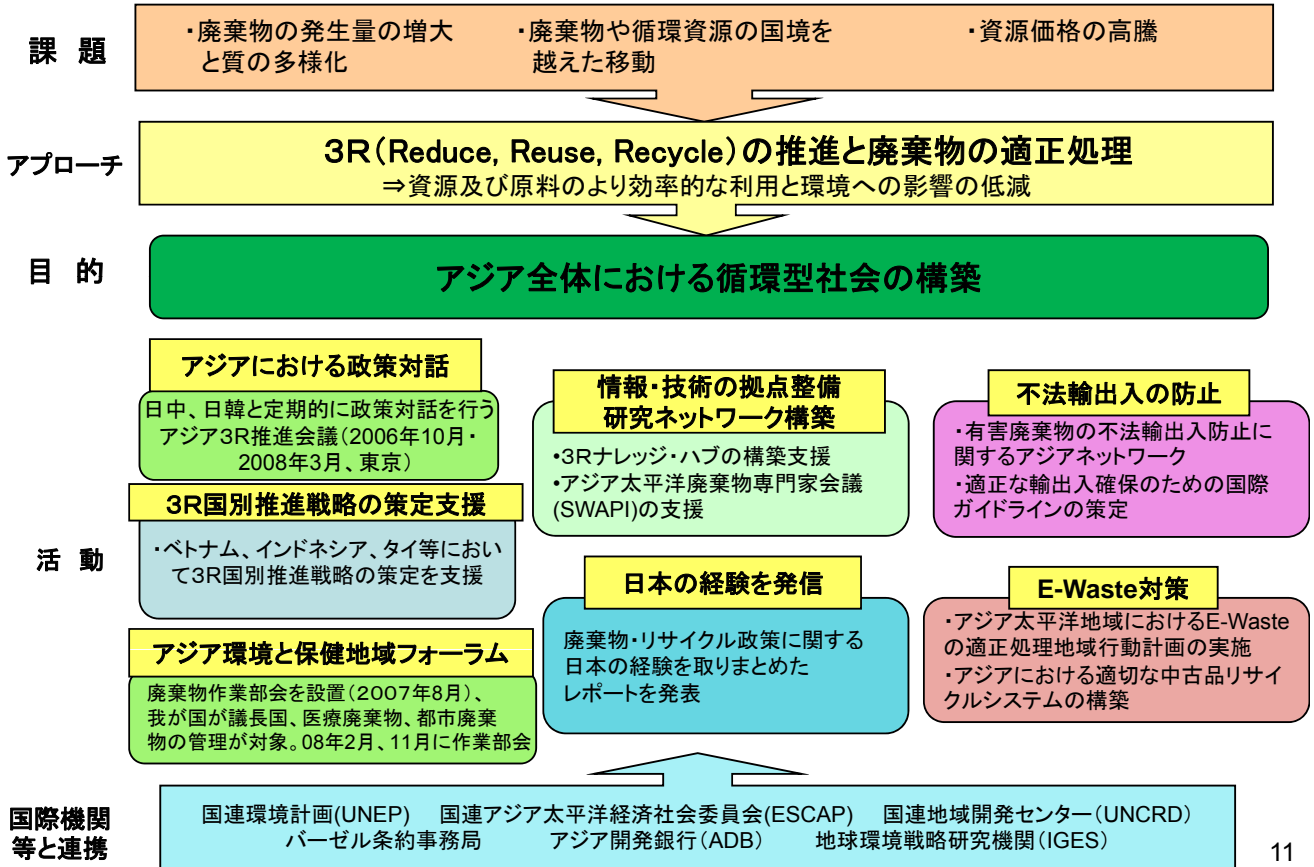 課 題
・廃棄物の発生量の増大
と質の多様化
・廃棄物や循環資源の国境を
越えた移動
・資源価格の高騰
アプローチ
3R(Reduce, Reuse, Recycle)の推進と廃棄物の適正処理
⇒資源及び原料のより効率的な利用と環境への影響の低減
目 的
アジア全体における循環型社会の構築
活 動
アジアにおける政策対話
日中、日韓と定期的に政策対話を行う
アジア3R推進会議(2006年10月・
2008年3月、東京)
3R国別推進戦略の策定支援
・ベトナム、インドネシア、タイ等におい
て3R国別推進戦略の策定を支援
アジア環境と保健地域フォーラム
廃棄物作業部会を設置(2007年8月)、
我が国が議長国、医療廃棄物、都市廃棄
物の管理が対象。08年2月、11月に作業部会
情報・技術の拠点整備
研究ネットワーク構築
•3Rナレッジ・ハブの構築支援
•アジア太平洋廃棄物専門家会議
(SWAPI)の支援
日本の経験を発信
廃棄物・リサイクル政策に関する
日本の経験を取りまとめた
レポートを発表
不法輸出入の防止
・有害廃棄物の不法輸出入防止に
関するアジアネットワーク
・適正な輸出入確保のための国際
ガイドラインの策定
E-Waste対策
・アジア太平洋地域におけるE-Waste
の適正処理地域行動計画の実施
・アジアにおける適切な中古品リサイ
クルシステムの構築
国際機関
等と連携
国連環境計画(UNEP) 国連アジア太平洋経済社会委員会(ESCAP) 国連地域開発センター(UNCRD)
バーゼル条約事務局 アジア開発銀行(ADB) 地球環境戦略研究機関(IGES)
11